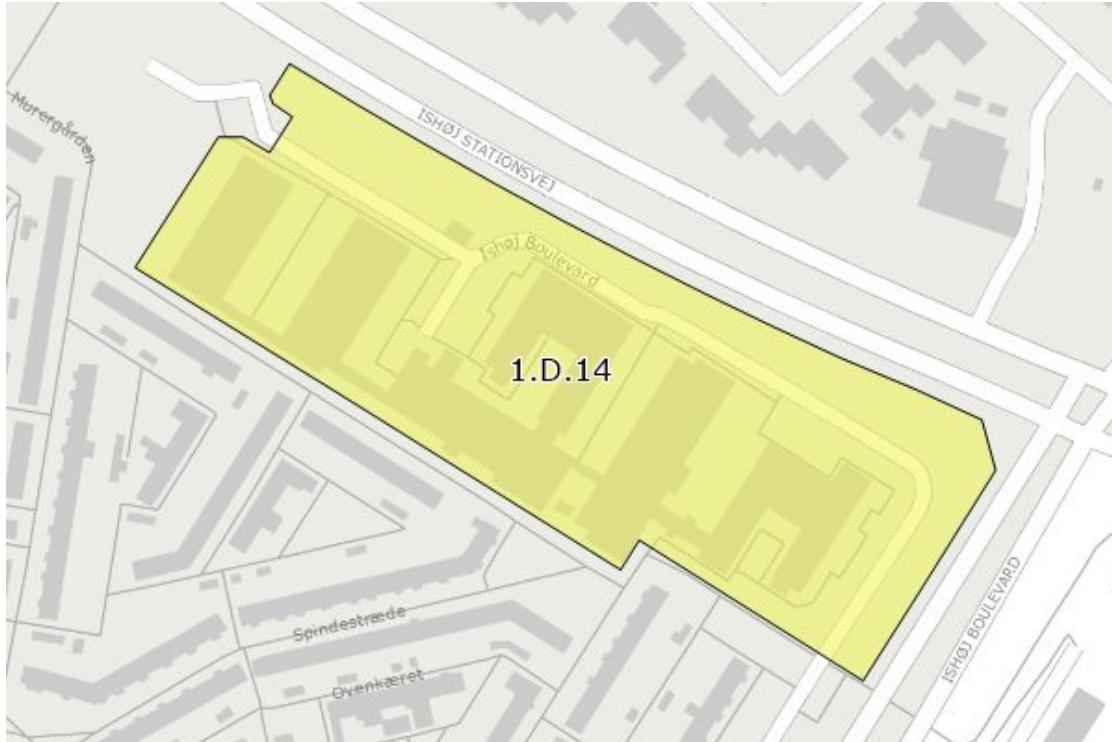 Murergården
ISHØJ STATIONSVEJ
Ishøj Boulevard
1.D.14
ISHØJ BOULEVARD
Spindestræde
Ovenkæret